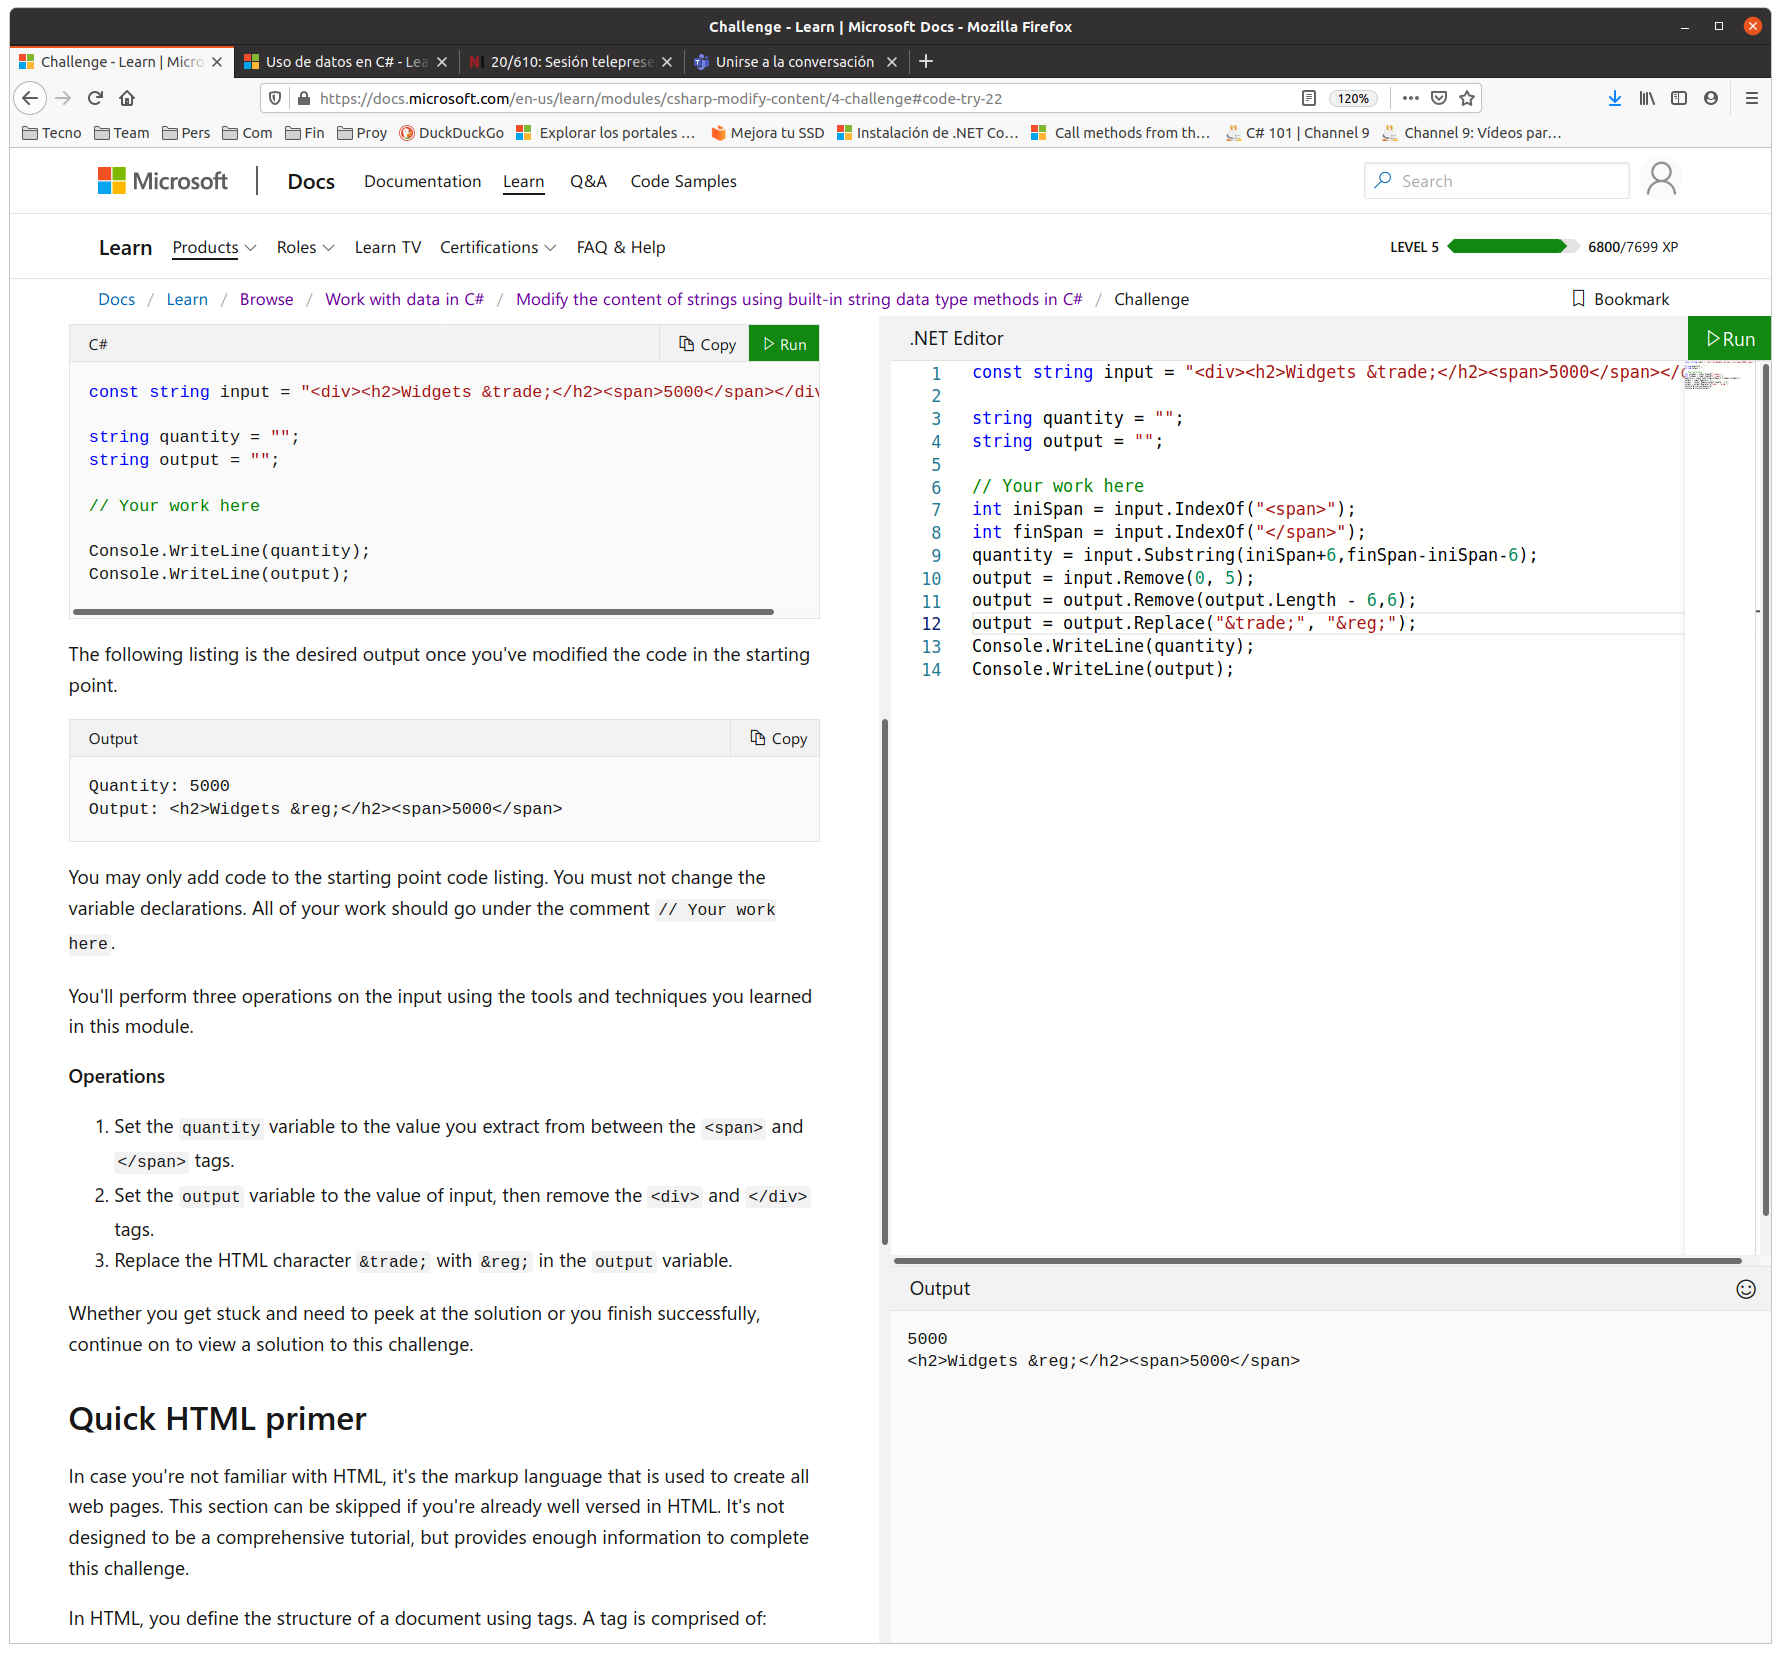 Challenge - Learn | Microsoft Docs - Mozilla Firefox
Challenge - Learn | Micro
Uso de datos en C# - Lea
20/610: Sesión teleprese
Unirse a la conversación
https://docs.microsoft.com/en-us/learn/modules/csharp-modify-content/4-challenge#code-try-22
120%
Tecno Team Pers Com Fin Proy DuckDuckGo Explorar los portales ... Mejora tu SSD Instalación de .NET Co... Call methods from th... C# 101 | Channel 9 Channel 9: Vídeos par...
Microsoft | Docs Documentation Learn Q&A Code Samples Search
Learn Products Roles Learn TV Certifications FAQ & Help LEVEL 5 6800/7699 XP
Docs / Learn / Browse / Work with data in C# / Modify the content of strings using built-in string data type methods in C# / Challenge Bookmark
C# Copy Run
const string input = "<div><h2>Widgets &trade;</h2><span>5000</span></div
string quantity = "";
string output = "";
// Your work here
Console.WriteLine(quantity);
Console.WriteLine(output);
The following listing is the desired output once you've modified the code in the starting
point.
Output Copy
Quantity: 5000
Output: <h2>Widgets &reg;</h2><span>5000</span>
You may only add code to the starting point code listing. You must not change the
variable declarations. All of your work should go under the comment // Your work
here.
You'll perform three operations on the input using the tools and techniques you learned
in this module.
Operations
1. Set the quantity variable to the value you extract from between the <span> and
</span> tags.
2. Set the output variable to the value of input, then remove the <div> and </div>
tags.
3. Replace the HTML character &trade; with &reg; in the output variable.
Whether you get stuck and need to peek at the solution or you finish successfully,
continue on to view a solution to this challenge.
Quick HTML primer
In case you're not familiar with HTML, it's the markup language that is used to create all
web pages. This section can be skipped if you're already well versed in HTML. It's not
designed to be a comprehensive tutorial, but provides enough information to complete
this challenge.
In HTML, you define the structure of a document using tags. A tag is comprised of:
.NET Editor Run
1 const string input = "<div><h2>Widgets &trade;</h2><span>5000</span></
2
3 string quantity = "";
4 string output = "";
5
6 // Your work here
7 int iniSpan = input.IndexOf("<span>");
8 int finSpan = input.IndexOf("</span>");
9 quantity = input.Substring(iniSpan+6,finSpan-iniSpan-6);
10 output = input.Remove(0, 5);
11 output = output.Remove(output.Length - 6,6);
12 output = output.Replace("&trade;", "&reg;");
13 Console.WriteLine(quantity);
14 Console.WriteLine(output);
Output
5000
<h2>Widgets &reg;</h2><span>5000</span>